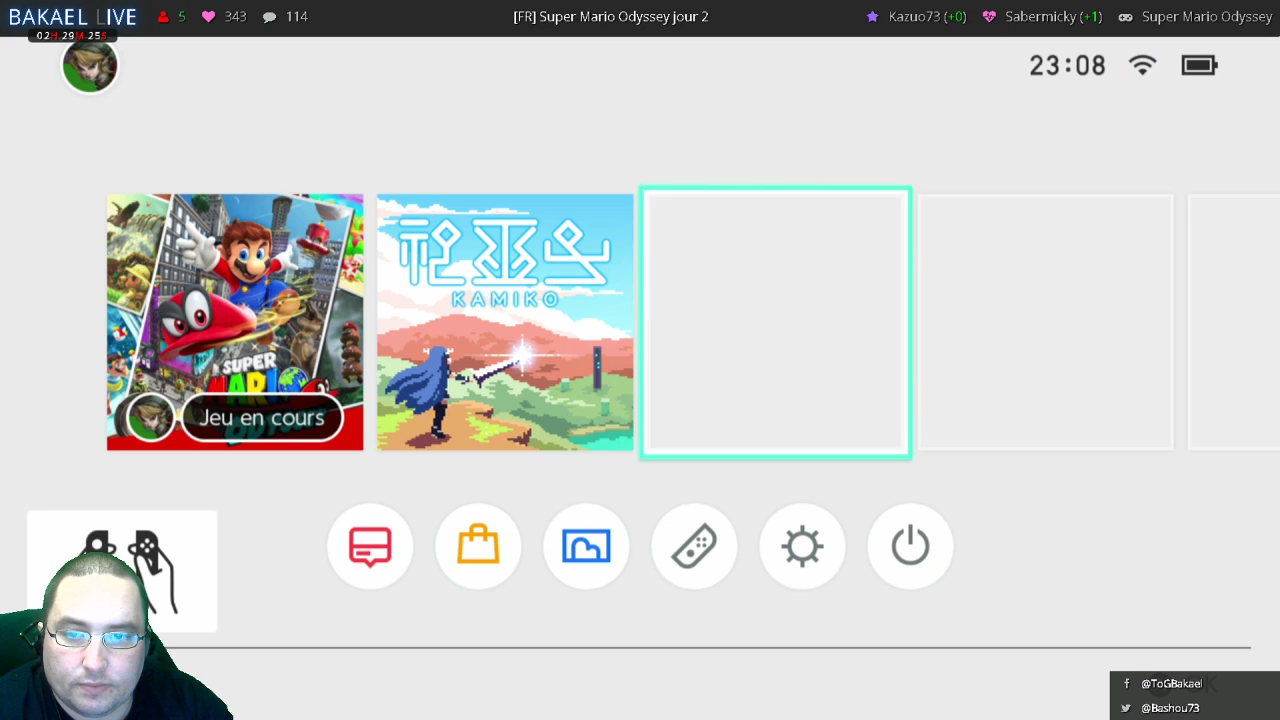 BAKAEL LIVE
5 343 114
[FR] Super Mario Odyssey jour 2
Kazuo73 (+0) Sabermicky (+1) Super Mario Odyssey
02H 29M 25S
23:08
SUPER
MARIO
Jeu en cours
KAMIKO
@ToGBakael
@Bashou73